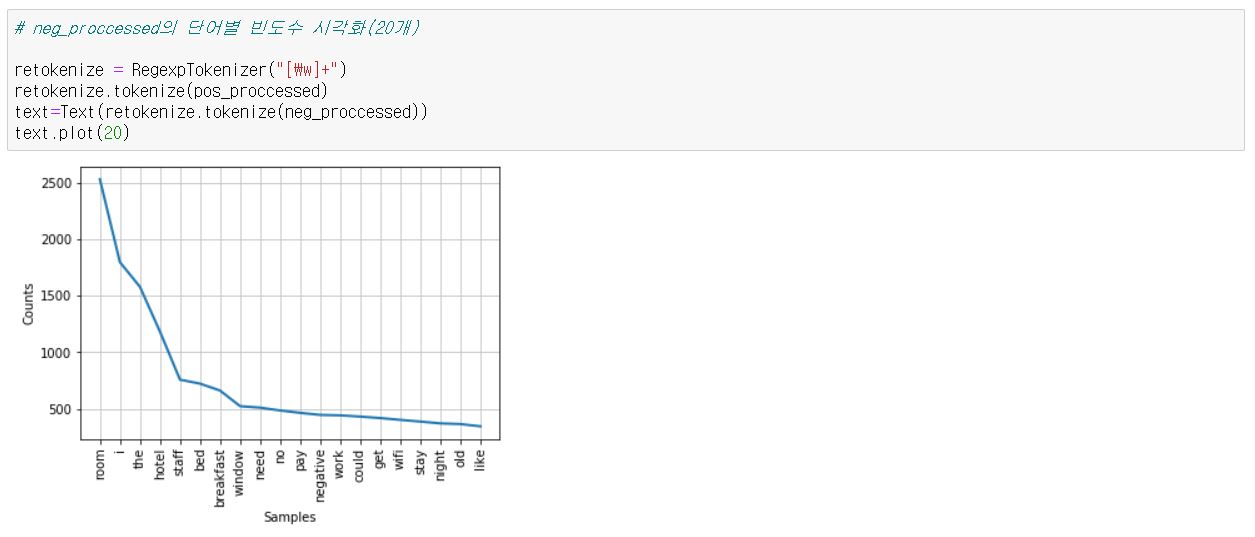 # neg_proccessed의 단어별 빈도수 시각화(20개)
retokenize = RegexpTokenizer("[₩w]+")
retokenize.tokenize(pos_proccessed)
text=Text(retokenize.tokenize(neg_proccessed))
text.plot(20)
2500
2000
1500
1000
500
Counts
room
i
the
hotel
staff
bed
breakfast
window
need
no
pay
negative
work
could
get
wifi
stay
night
old
like
Samples